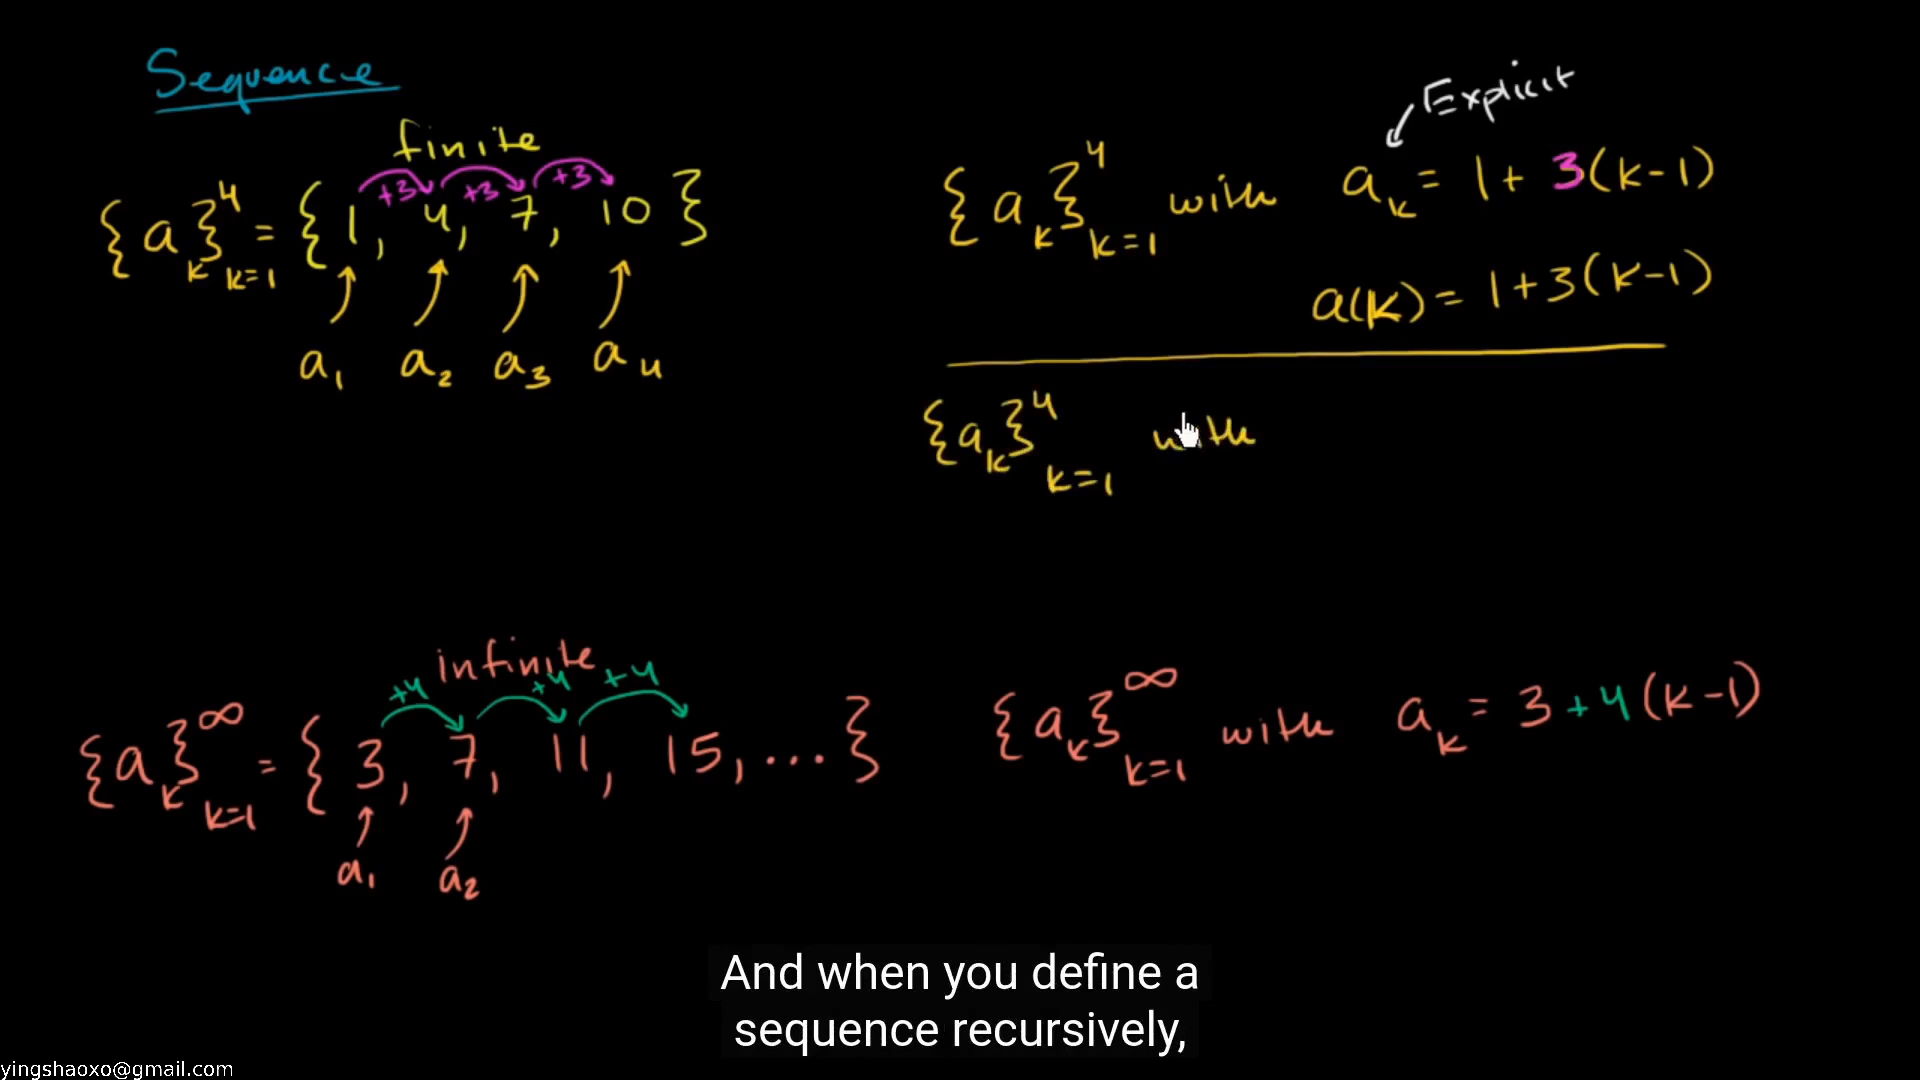 Sequence
finite
+3 +3 +3
{a_k}^4_{k=1} = {1, 4, 7, 10}
a_1 a_2 a_3 a_4
Explicit
{a_k}^4_{k=1} with a_k = 1 + 3(k-1)
a(k) = 1+3(k-1)
{a_k}^4_{k=1} with
infinite
+4 +4 +4
{a_k}^∞_{k=1} = {3, 7, 11, 15, ...}
a_1 a_2
{a_k}^∞_{k=1} with a_k = 3 +4(k-1)
And when you define a
sequence recursively,
yingshaoxo@gmail.com